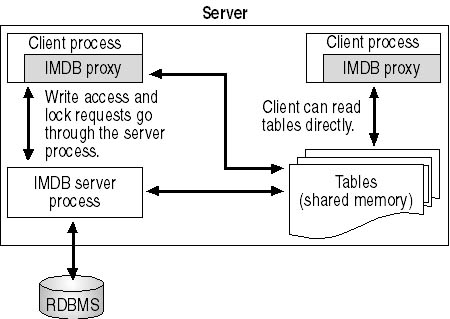 Server
Client process
IMDB proxy
Client process
IMDB proxy
Write access and
lock requests go
through the server
process.
Client can read
tables directly.
IMDB server
process
Tables
(shared memory)
RDBMS